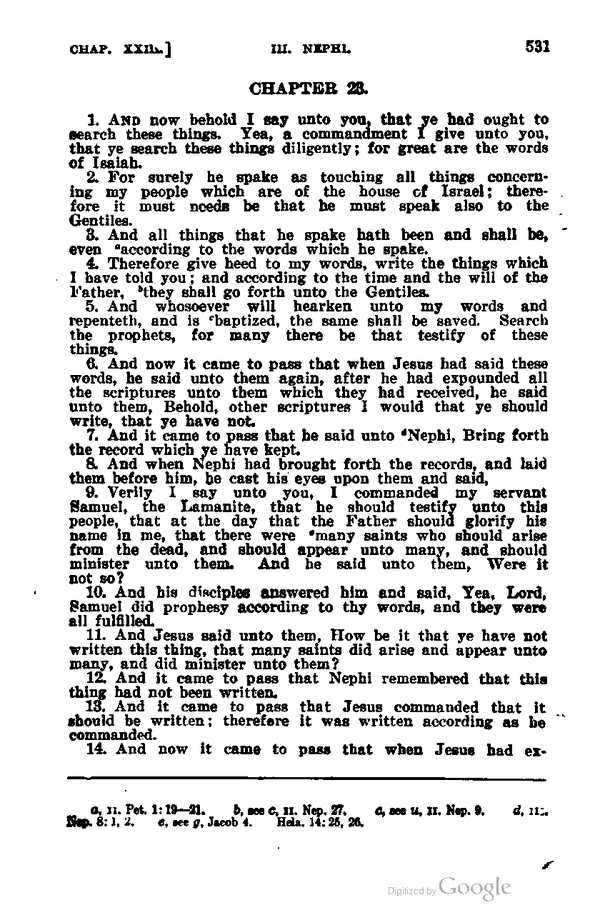 CHAP. XXIII.]
III. NEPHI.
531
CHAPTER 23.
1. AND now behold I say unto you, that ye had ought to
search these things. Yea, a commandment I give unto you,
that ye search these things diligently; for great are the words
of Isaiah.
2. For surely he spake as touching all things concern-
ing my people which are of the house of Israel; there-
fore it must needs be that he must speak also to the
Gentiles.
3. And all things that he spake hath been and shall be,
even ᵃaccording to the words which he spake.
4. Therefore give heed to my words, write the things which
I have told you; and according to the time and the will of the
Father, ᵇthey shall go forth unto the Gentiles.
5. And whosoever will hearken unto my words and
repenteth, and is ᶜbaptized, the same shall be saved. Search
the prophets, for many there be that testify of these
things.
6. And now it came to pass that when Jesus had said these
words, he said unto them again, after he had expounded all
the scriptures unto them which they had received, he said
unto them, Behold, other scriptures I would that ye should
write, that ye have not.
7. And it came to pass that he said unto ᵈNephi, Bring forth
the record which ye have kept.
8. And when Nephi had brought forth the records, and laid
them before him, he cast his eyes upon them and said,
9. Verily I say unto you, I commanded my servant
Samuel, the Lamanite, that he should testify unto this
people, that at the day that the Father should glorify his
name in me, that there were ᵉmany saints who should arise
from the dead, and should appear unto many, and should
minister unto them. And he said unto them, Were it
not so?
10. And his disciples answered him and said, Yea, Lord,
Samuel did prophesy according to thy words, and they were
all fulfilled.
11. And Jesus said unto them, How be it that ye have not
written this thing, that many saints did arise and appear unto
many, and did minister unto them?
12. And it came to pass that Nephi remembered that this
thing had not been written.
13. And it came to pass that Jesus commanded that it
should be written; therefore it was written according as he
commanded.
14. And now it came to pass that when Jesus had ex-
a, II. Pet. 1:19—21. b, see c, II. Nep. 27. c, see u, II. Nep. 9. d, III.
Nep. 8:1, 2. e, see g, Jacob 4. Hela. 14:25, 26.
Digitized by Google